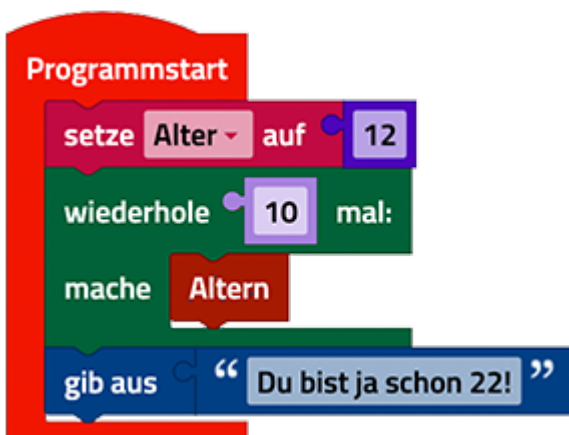 Programmstart
setze Alter auf 12
wiederhole 10 mal:
mache Altern
gib aus “ Du bist ja schon 22! ”